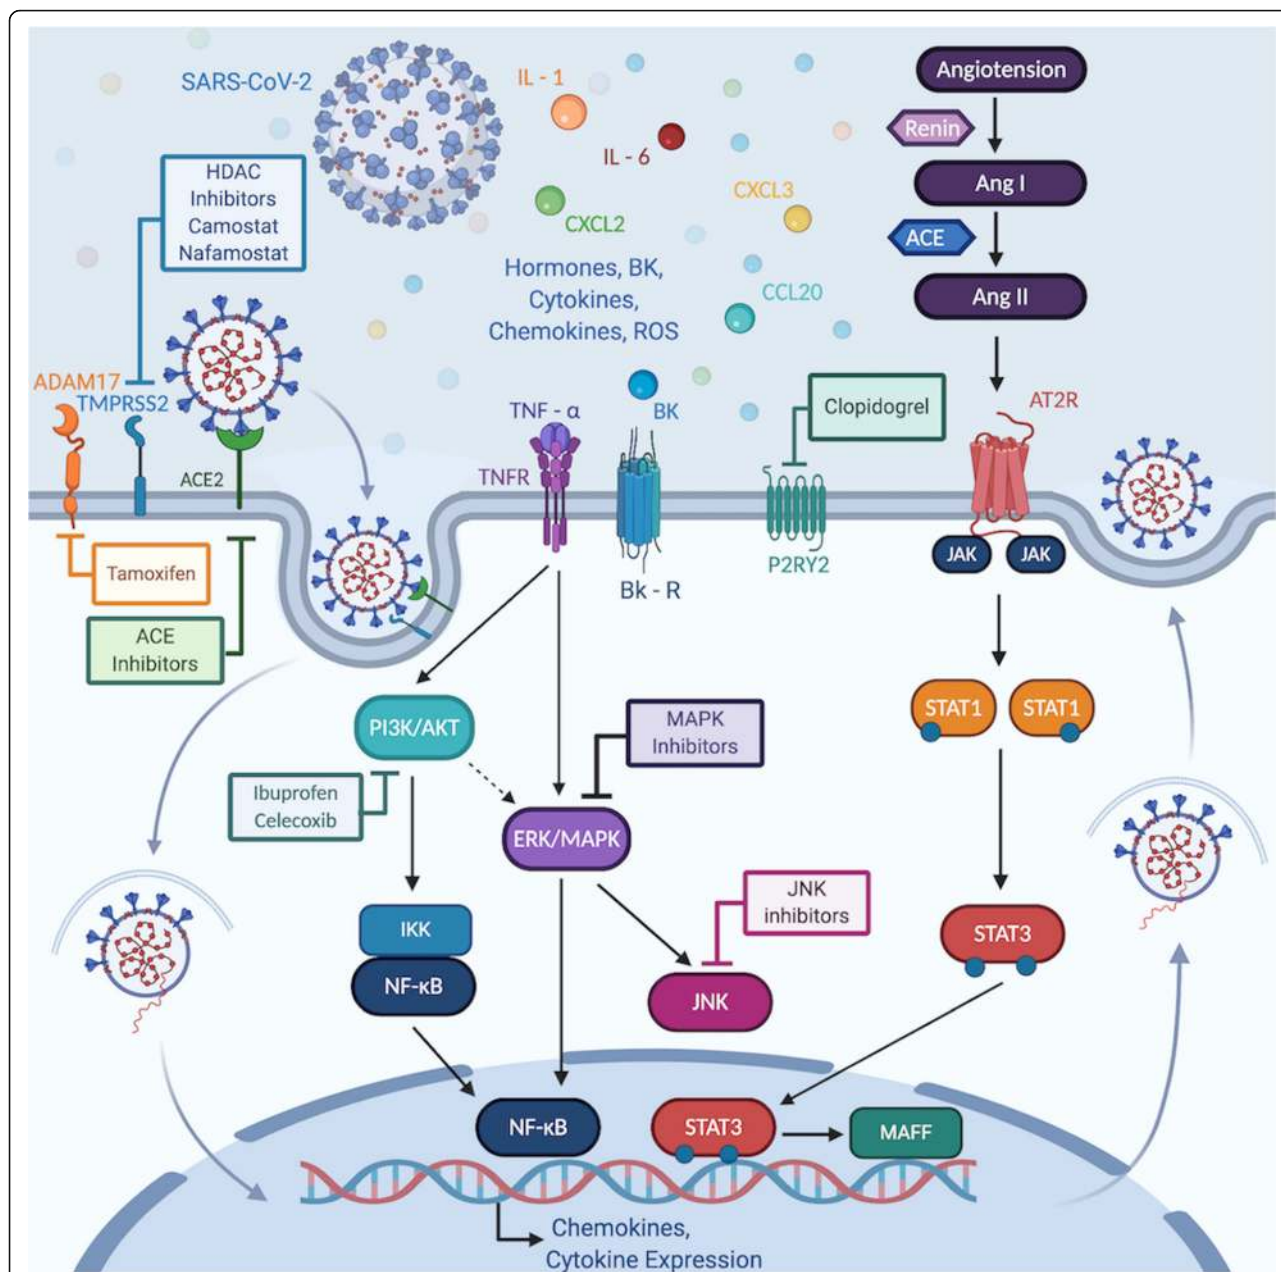 SARS-CoV-2
IL - 1
IL - 6
CXCL2
CXCL3
CCL20
Hormones, BK,
Cytokines,
Chemokines, ROS
Angiotension
Renin
Ang I
ACE
Ang II
HDAC
Inhibitors
Camostat
Nafamostat
ADAM17
TMPRSS2
ACE2
TNF - α
TNFR
BK
Bk - R
Clopidogrel
P2RY2
AT2R
JAK
JAK
Tamoxifen
ACE
Inhibitors
PI3K/AKT
MAPK
Inhibitors
STAT1
STAT1
Ibuprofen
Celecoxib
ERK/MAPK
JNK
inhibitors
IKK
NF-κB
JNK
STAT3
NF-κB
STAT3
MAFF
Chemokines,
Cytokine Expression